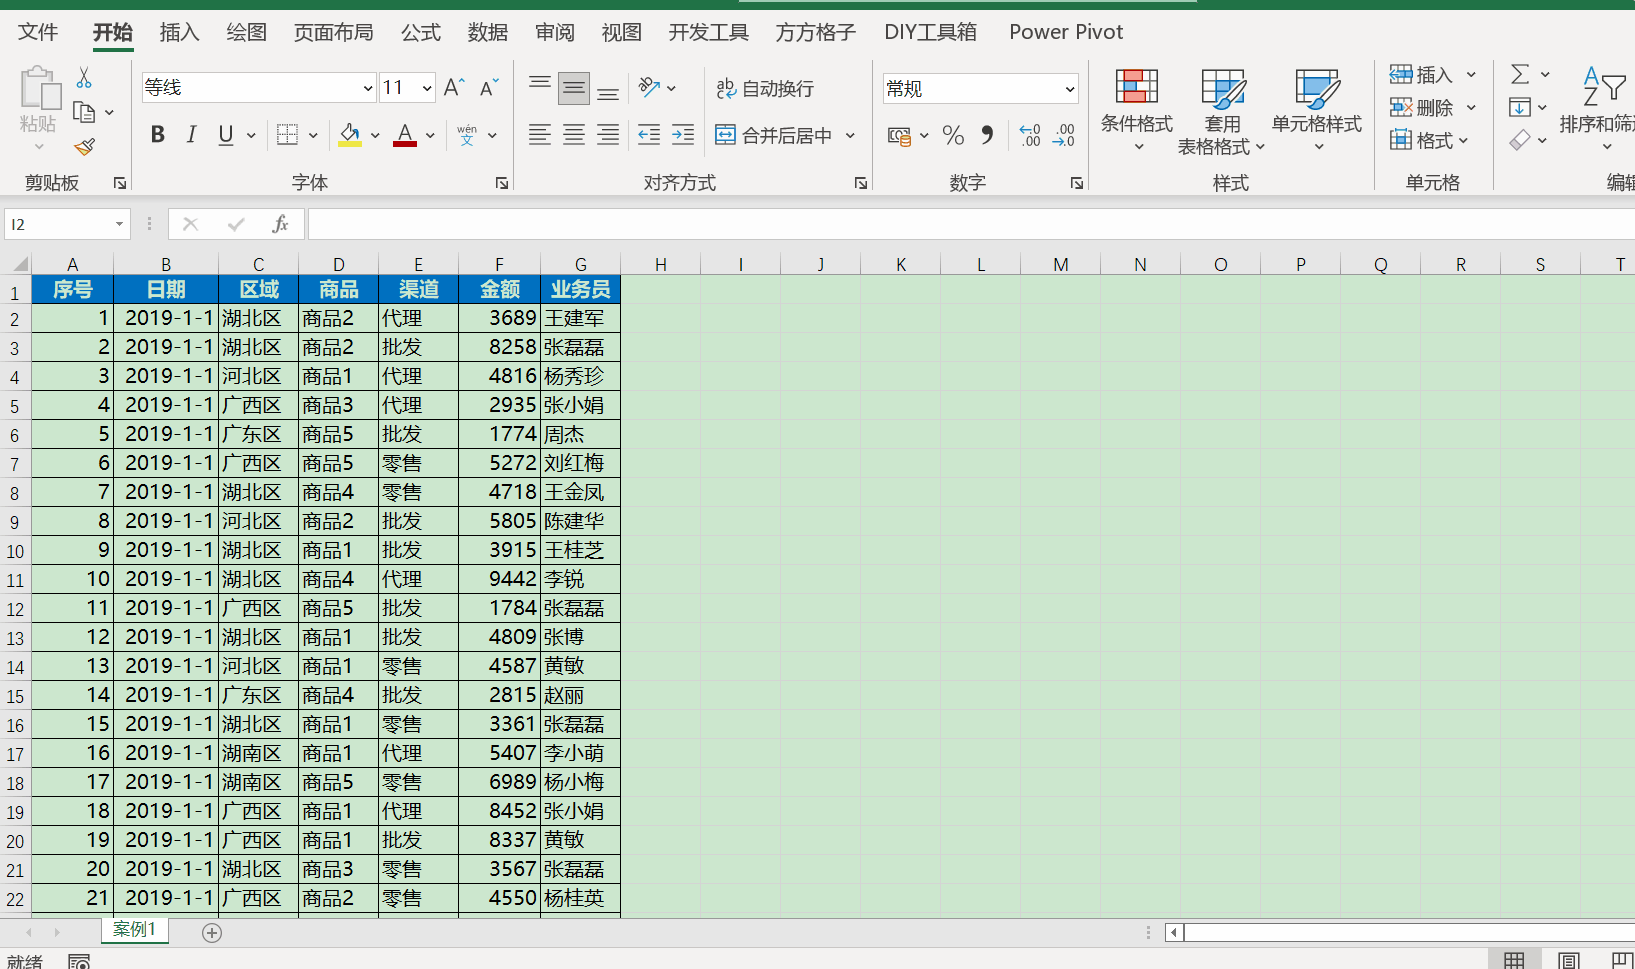 文件 开始 插入 绘图 页面布局 公式 数据 审阅 视图 开发工具 方方格子 DIY工具箱 Power Pivot
等线 11 A A 自动换行 常规 插入
粘贴 B I U A wén 文 合并后居中 % 条件格式 套用 表格格式 单元格样式 删除 格式 排序和筛
剪贴板 字体 对齐方式 数字 样式 单元格 编辑
I2 fx
A B C D E F G H I J K L M N O P Q R S T
1 序号 日期 区域 商品 渠道 金额 业务员
2 1 2019-1-1 湖北区 商品2 代理 3689 王建军
3 2 2019-1-1 湖北区 商品2 批发 8258 张磊磊
4 3 2019-1-1 河北区 商品1 代理 4816 杨秀珍
5 4 2019-1-1 广西区 商品3 代理 2935 张小娟
6 5 2019-1-1 广东区 商品5 批发 1774 周杰
7 6 2019-1-1 广西区 商品5 零售 5272 刘红梅
8 7 2019-1-1 湖北区 商品4 零售 4718 王金凤
9 8 2019-1-1 河北区 商品2 批发 5805 陈建华
10 9 2019-1-1 湖北区 商品1 批发 3915 王桂芝
11 10 2019-1-1 湖北区 商品4 代理 9442 李锐
12 11 2019-1-1 广西区 商品5 批发 1784 张磊磊
13 12 2019-1-1 湖北区 商品1 批发 4809 张博
14 13 2019-1-1 河北区 商品1 零售 4587 黄敏
15 14 2019-1-1 广东区 商品4 批发 2815 赵丽
16 15 2019-1-1 湖北区 商品1 零售 3361 张磊磊
17 16 2019-1-1 湖南区 商品1 代理 5407 李小萌
18 17 2019-1-1 湖南区 商品5 零售 6989 杨小梅
19 18 2019-1-1 广西区 商品1 代理 8452 张小娟
20 19 2019-1-1 广西区 商品1 批发 8337 黄敏
21 20 2019-1-1 湖北区 商品3 零售 3567 张磊磊
22 21 2019-1-1 广西区 商品2 零售 4550 杨桂英
案例1
就绪